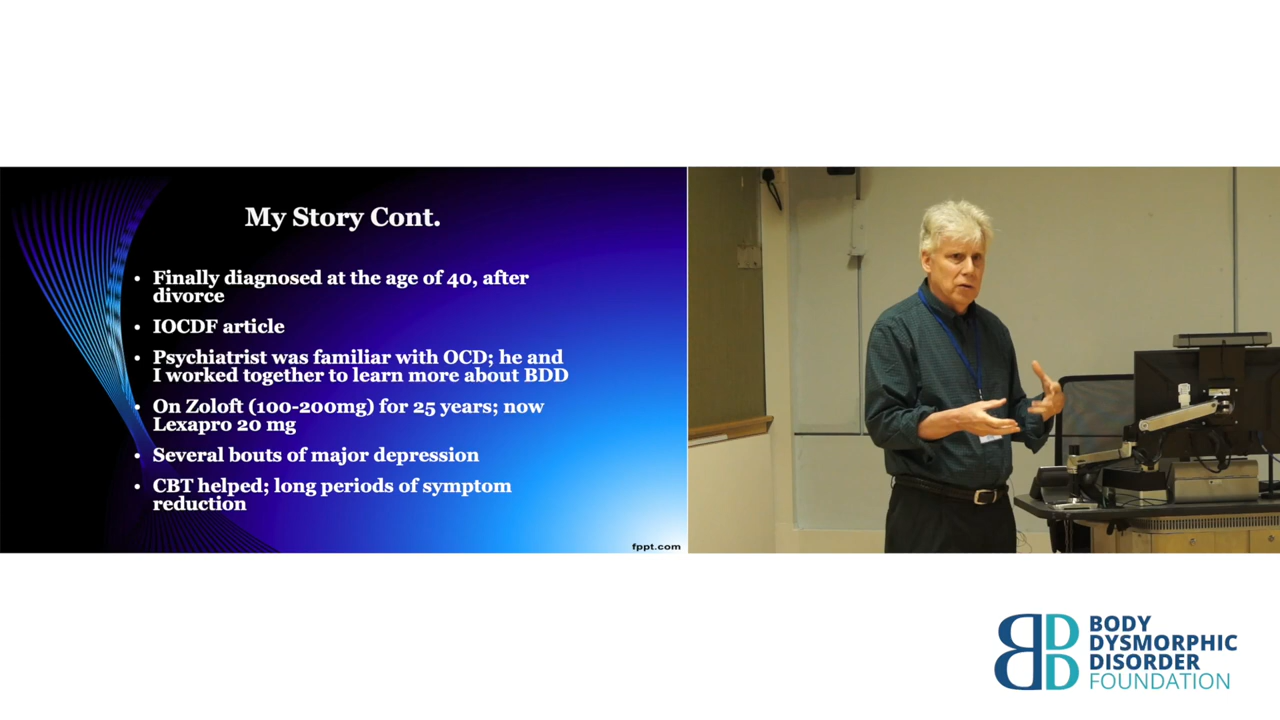 My Story Cont.
• Finally diagnosed at the age of 40, after
divorce
• IOCDF article
• Psychiatrist was familiar with OCD; he and
I worked together to learn more about BDD
• On Zoloft (100-200mg) for 25 years; now
Lexapro 20 mg
• Several bouts of major depression
• CBT helped; long periods of symptom
reduction
fppt.com
BDD
BODY
DYSMORPHIC
DISORDER
FOUNDATION